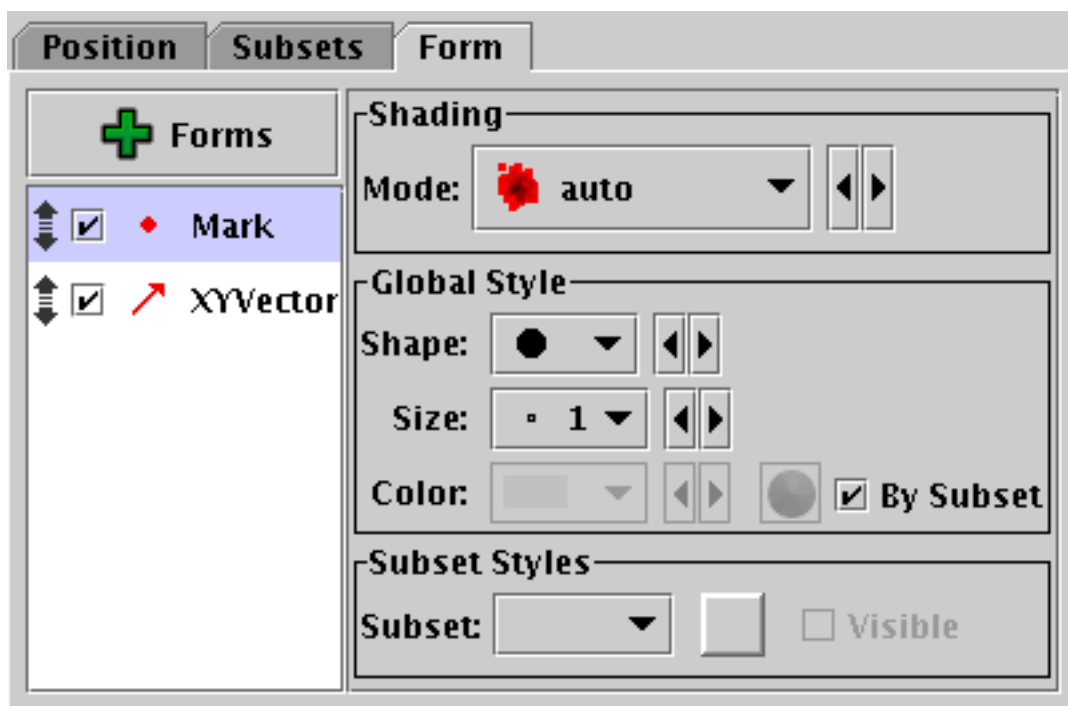 Position Subsets Form
Forms
Mark
XYVector
Shading
Mode: auto
Global Style
Shape:
Size: 1
Color: By Subset
Subset Styles
Subset: Visible